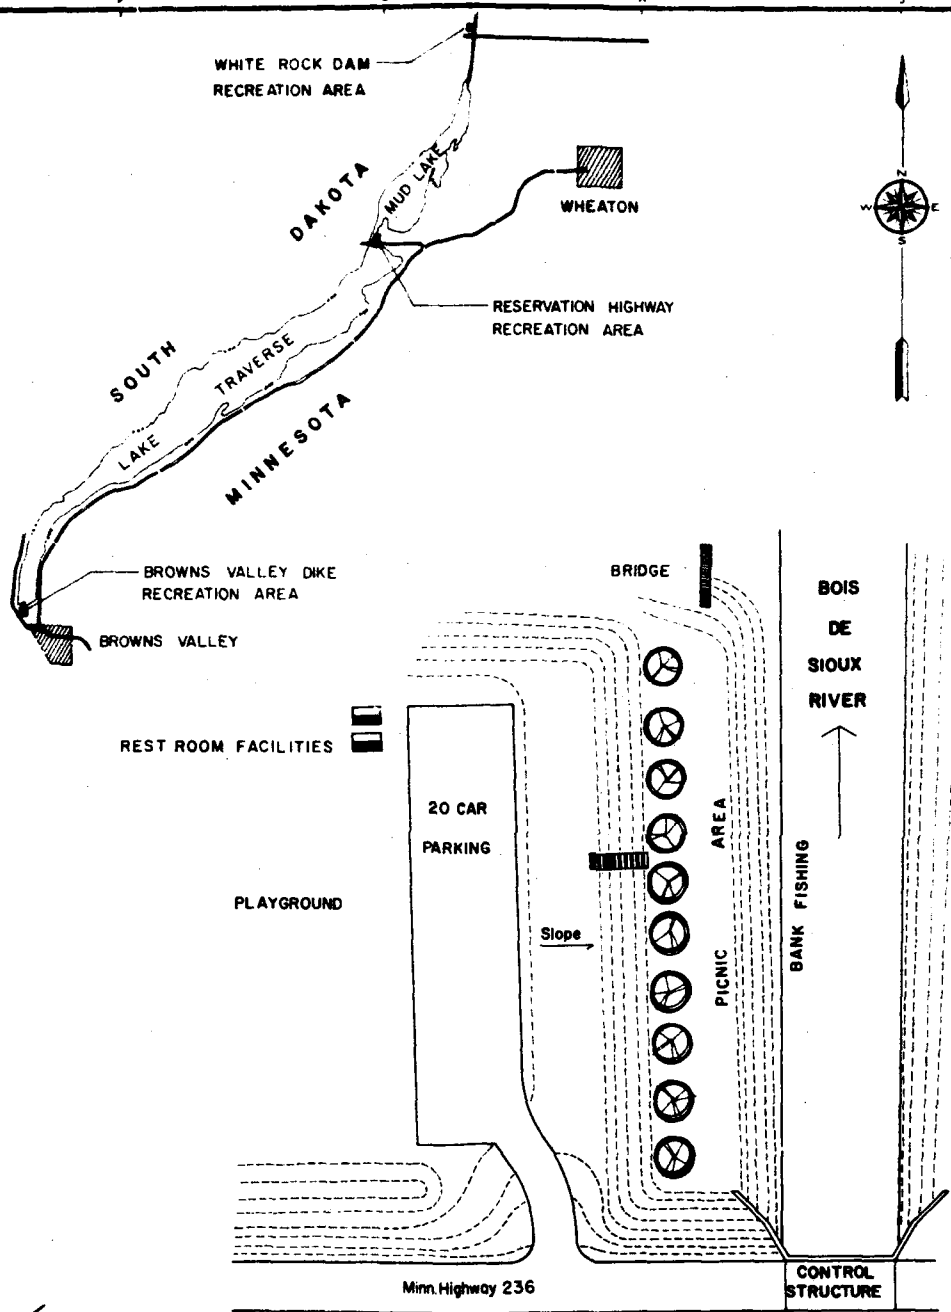 WHITE ROCK DAM
RECREATION AREA
MUD LAKE
DAKOTA
WHEATON
N
W
E
S
RESERVATION HIGHWAY
RECREATION AREA
SOUTH
TRAVERSE
LAKE
MINNESOTA
BROWNS VALLEY DIKE
RECREATION AREA
BROWNS VALLEY
BRIDGE
BOIS
DE
SIOUX
RIVER
REST ROOM FACILITIES
20 CAR
PARKING
AREA
PICNIC
BANK FISHING
PLAYGROUND
Slope
Minn. Highway 236
CONTROL
STRUCTURE